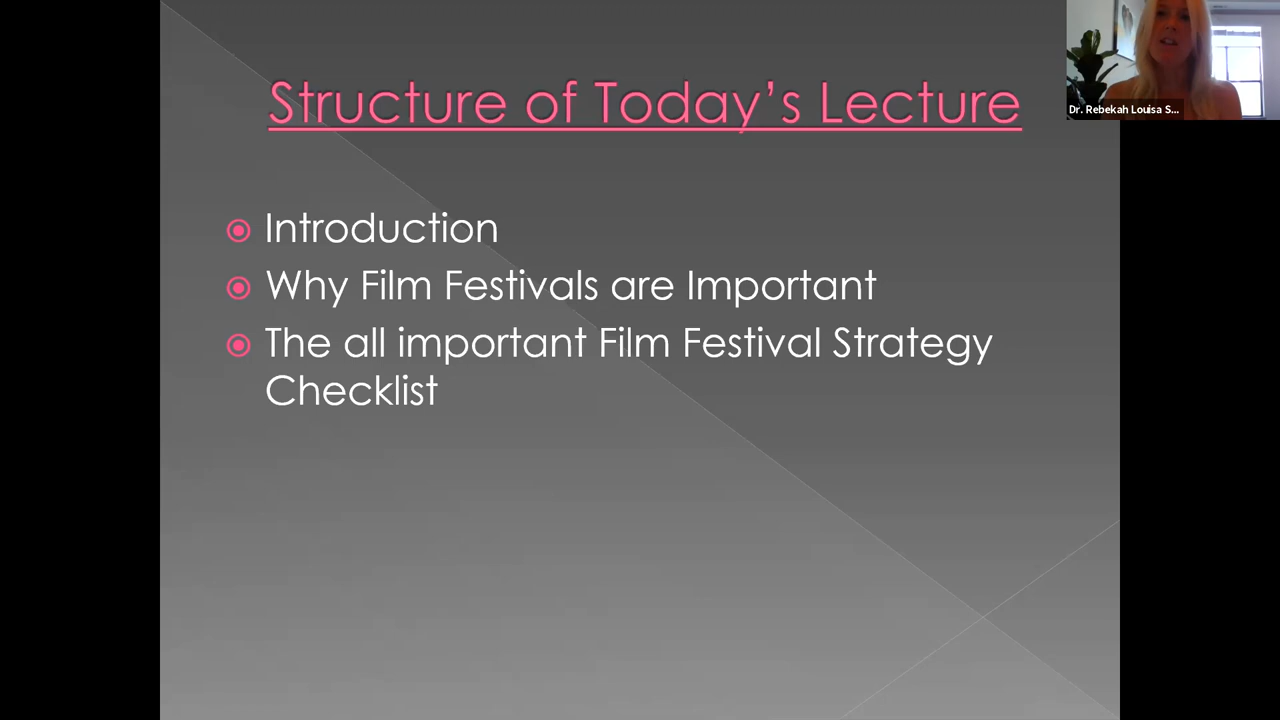 Structure of Today’s Lecture
Dr. Rebekah Louisa S...
Introduction
Why Film Festivals are Important
The all important Film Festival Strategy
Checklist